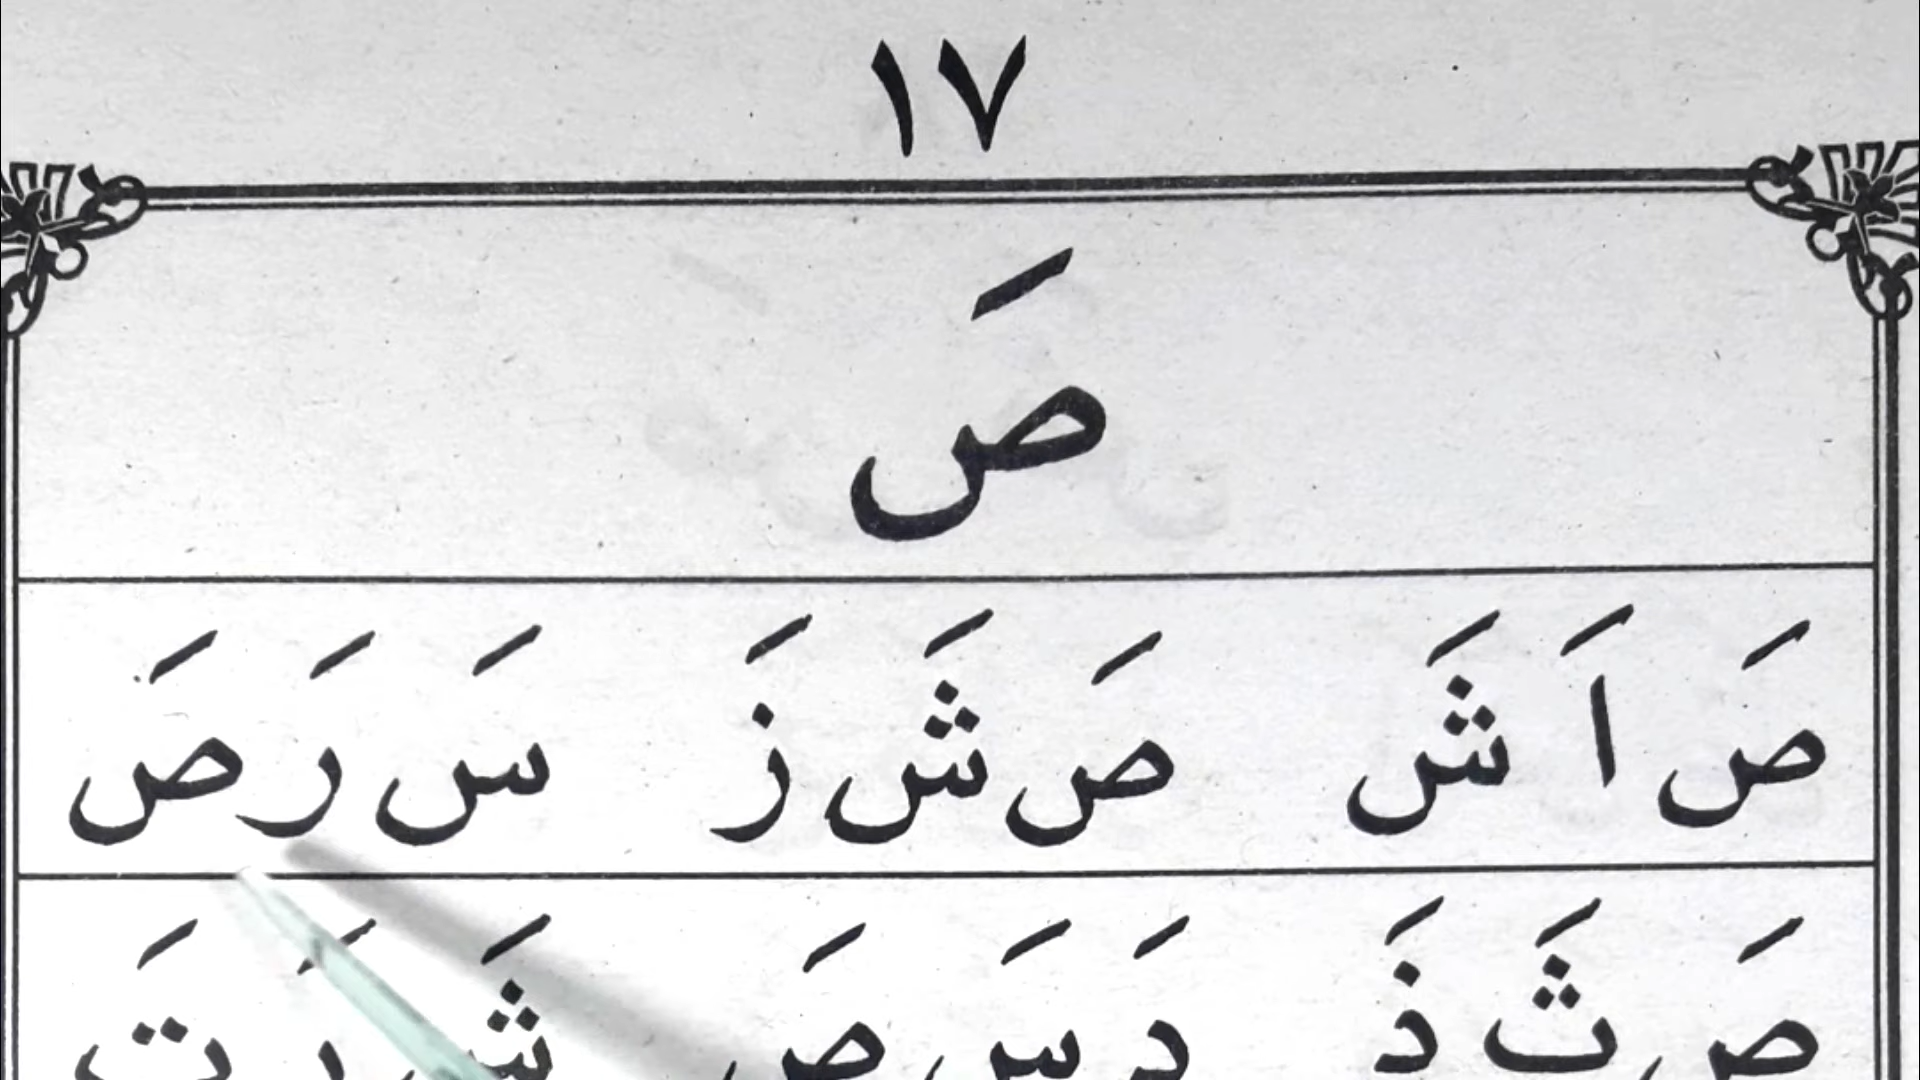 ١٧
صَ
صَ اَ شَ صَ شَ زَ سَ رَ صَ
صَ ثَ ذَ دَ سَ صَ شَ رَ تَ